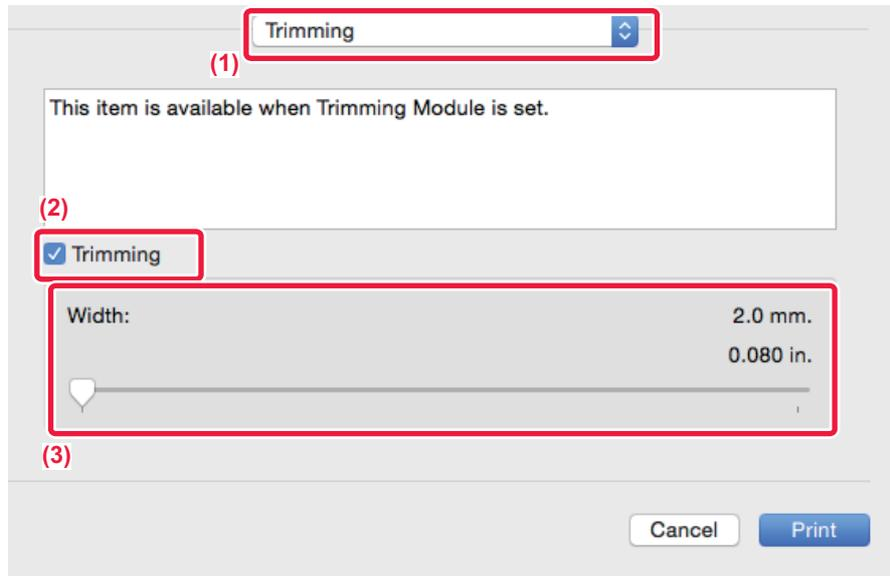 Trimming
(1)
This item is available when Trimming Module is set.
(2)
Trimming
Width: 2.0 mm.
0.080 in.
(3)
Cancel Print